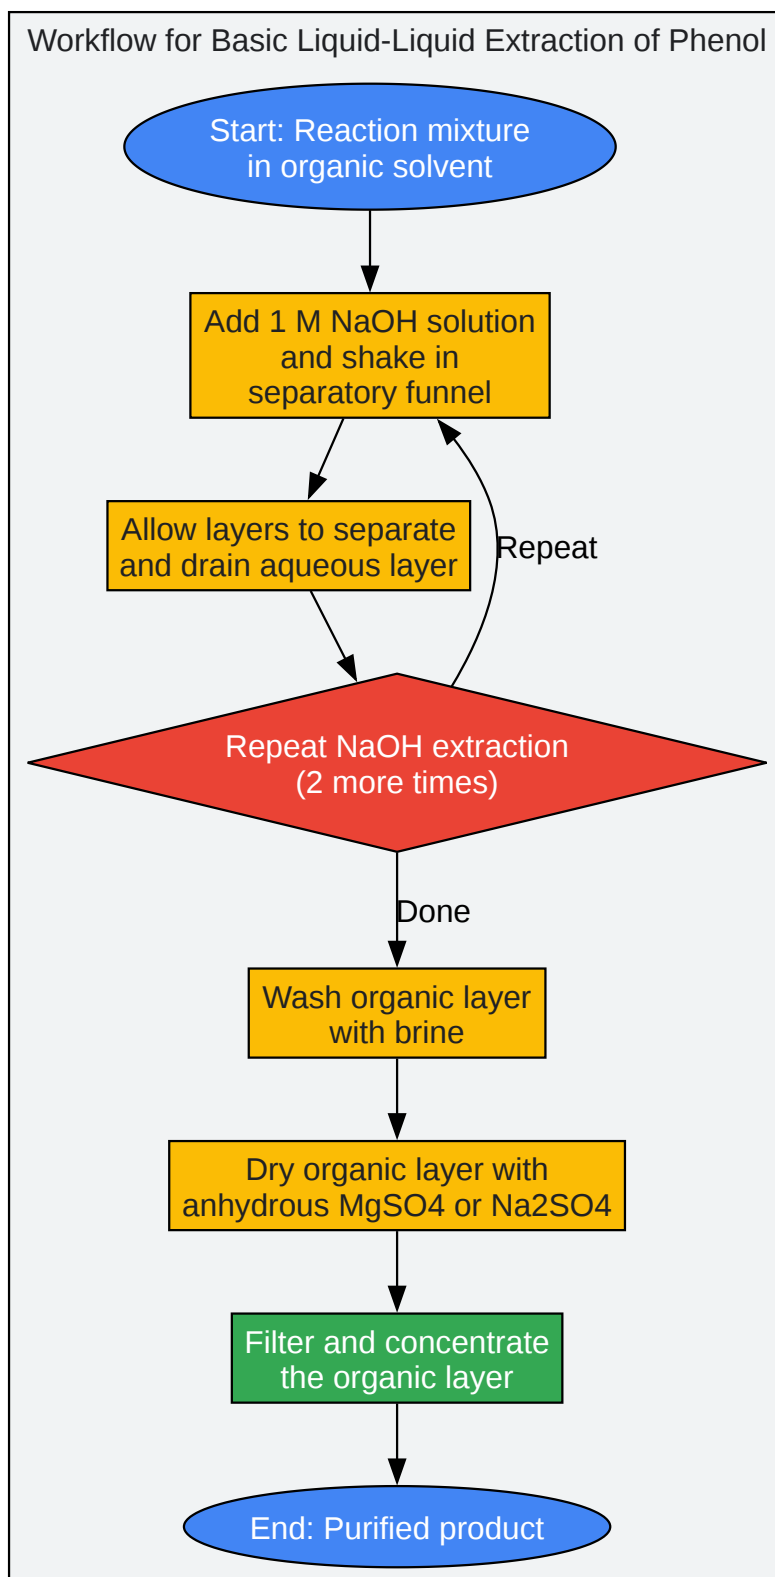 Workflow for Basic Liquid-Liquid Extraction of Phenol
Start: Reaction mixture
in organic solvent
Add 1 M NaOH solution
and shake in
separatory funnel
Allow layers to separate
and drain aqueous layer
Repeat
Repeat NaOH extraction
(2 more times)
Done
Wash organic layer
with brine
Dry organic layer with
anhydrous MgSO4 or Na2SO4
Filter and concentrate
the organic layer
End: Purified product